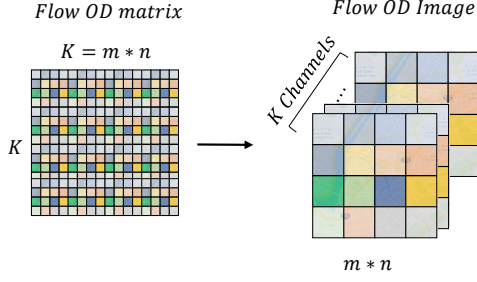 Flow OD matrix
K = m * n
K
Flow OD Image
K Channels
...
m * n